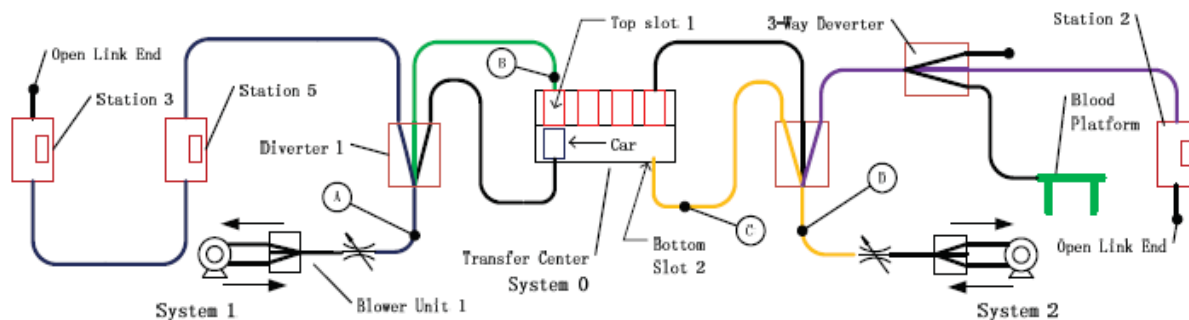 Open Link End
Station 3
Station 5
Diverter 1
A
System 1
Blower Unit 1
Top slot 1
B
Car
Transfer Center
System 0
Bottom
Slot 2
C
3-Way Deverter
D
Blood
Platform
Station 2
Open Link End
System 2